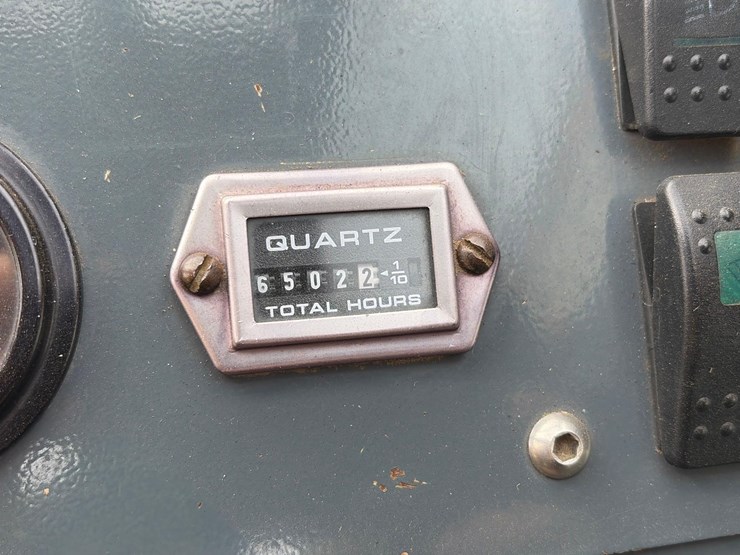 QUARTZ
65022 ◄ 1/10
TOTAL HOURS